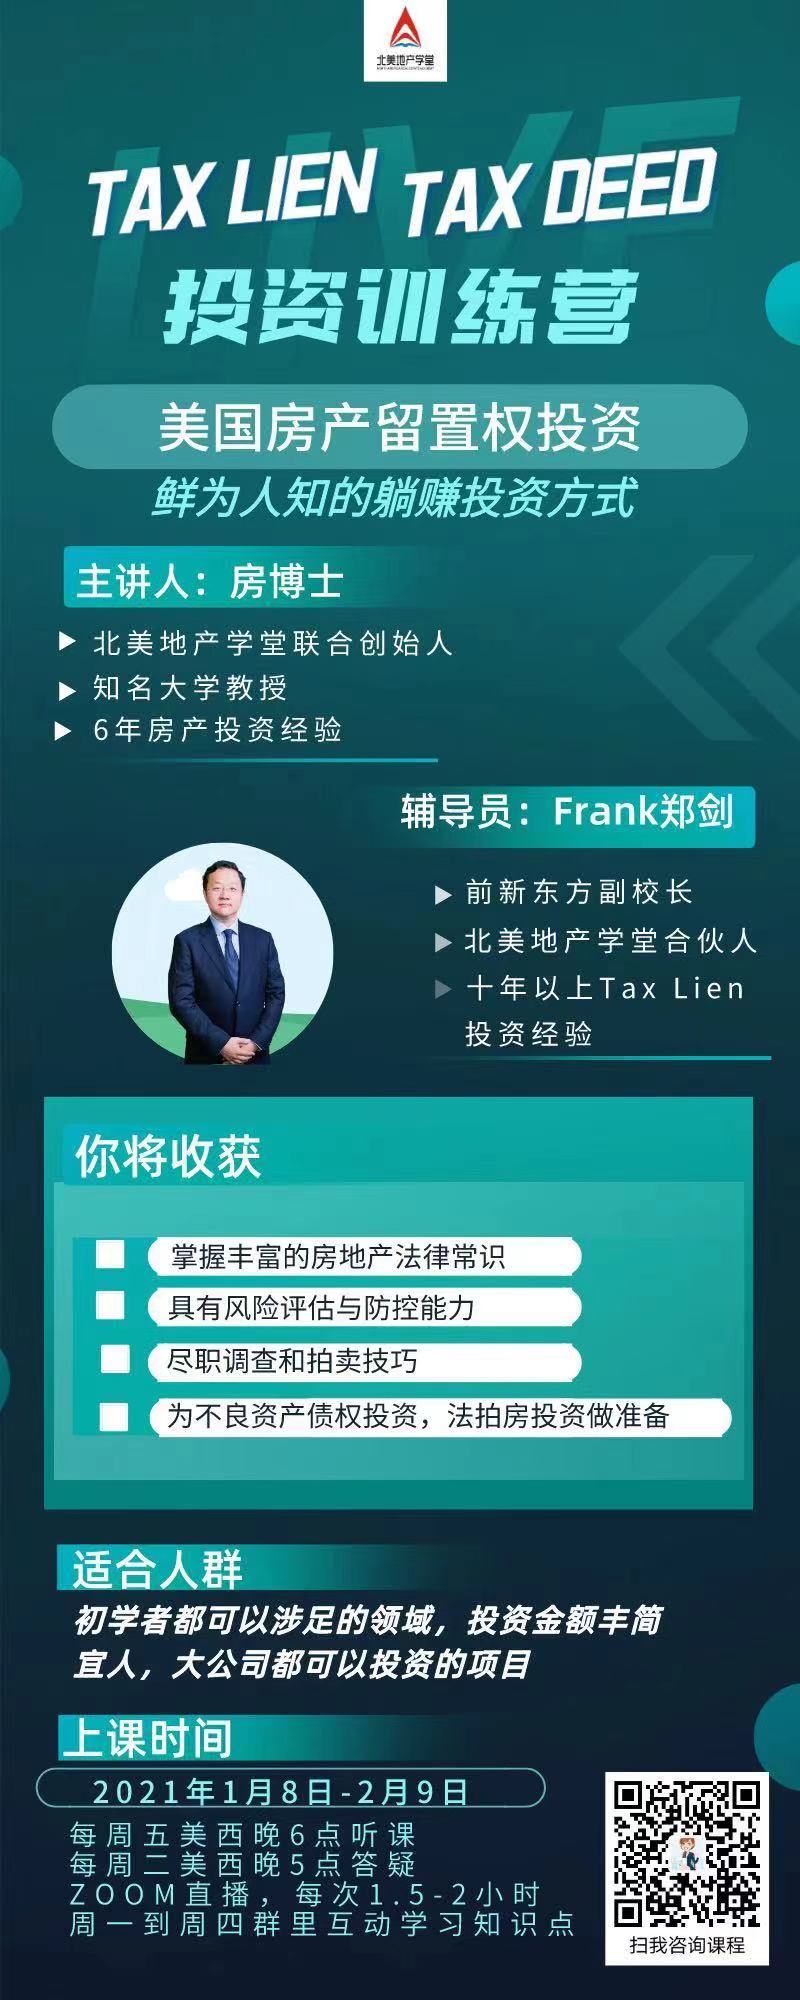 北美地产学堂
TAX LIEN TAX DEED
投资训练营
美国房产留置权投资
鲜为人知的躺赚投资方式
主讲人：房博士
北美地产学堂联合创始人
知名大学教授
6年房产投资经验
辅导员：Frank郑剑
前新东方副校长
北美地产学堂合伙人
十年以上Tax Lien
投资经验
你将收获
掌握丰富的房地产法律常识
具有风险评估与防控能力
尽职调查和拍卖技巧
为不良资产债权投资，法拍房投资做准备
适合人群
初学者都可以涉足的领域，投资金额丰简
宜人，大公司都可以投资的项目
上课时间
2021年1月8日-2月9日
每周五美西晚6点听课
每周二美西晚5点答疑
ZOOM直播，每次1.5-2小时
周一到周四群里互动学习知识点
扫我咨询课程